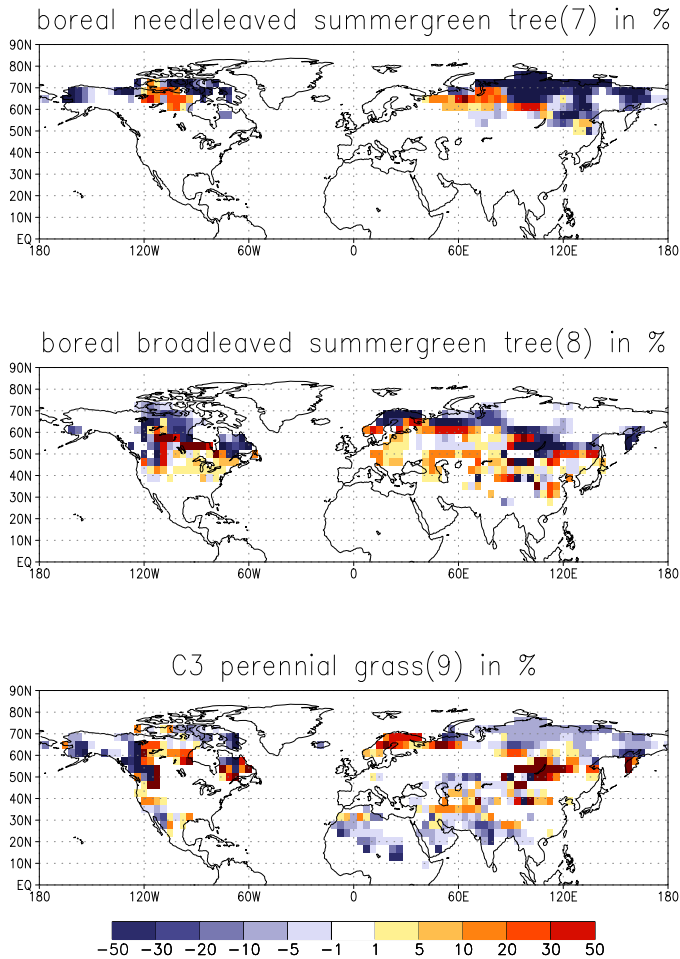 boreal needleleaved summergreen tree(7) in %
90N
80N
70N
60N
50N
40N
30N
20N
10N
EQ
180 120W 60W 0 60E 120E 180
boreal broadleaved summergreen tree(8) in %
90N
80N
70N
60N
50N
40N
30N
20N
10N
EQ
180 120W 60W 0 60E 120E 180
C3 perennial grass(9) in %
90N
80N
70N
60N
50N
40N
30N
20N
10N
EQ
180 120W 60W 0 60E 120E 180
−50 −30 −20 −10 −5 −1 1 5 10 20 30 50